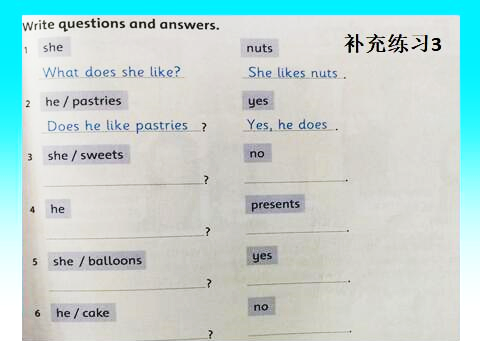 Write questions and answers.
补充练习3
1 she nuts
What does she like? She likes nuts .
2 he / pastries yes
Does he like pastries ? Yes, he does .
3 she / sweets no
? .
4 he presents
? .
5 she / balloons yes
? .
6 he / cake no
? .